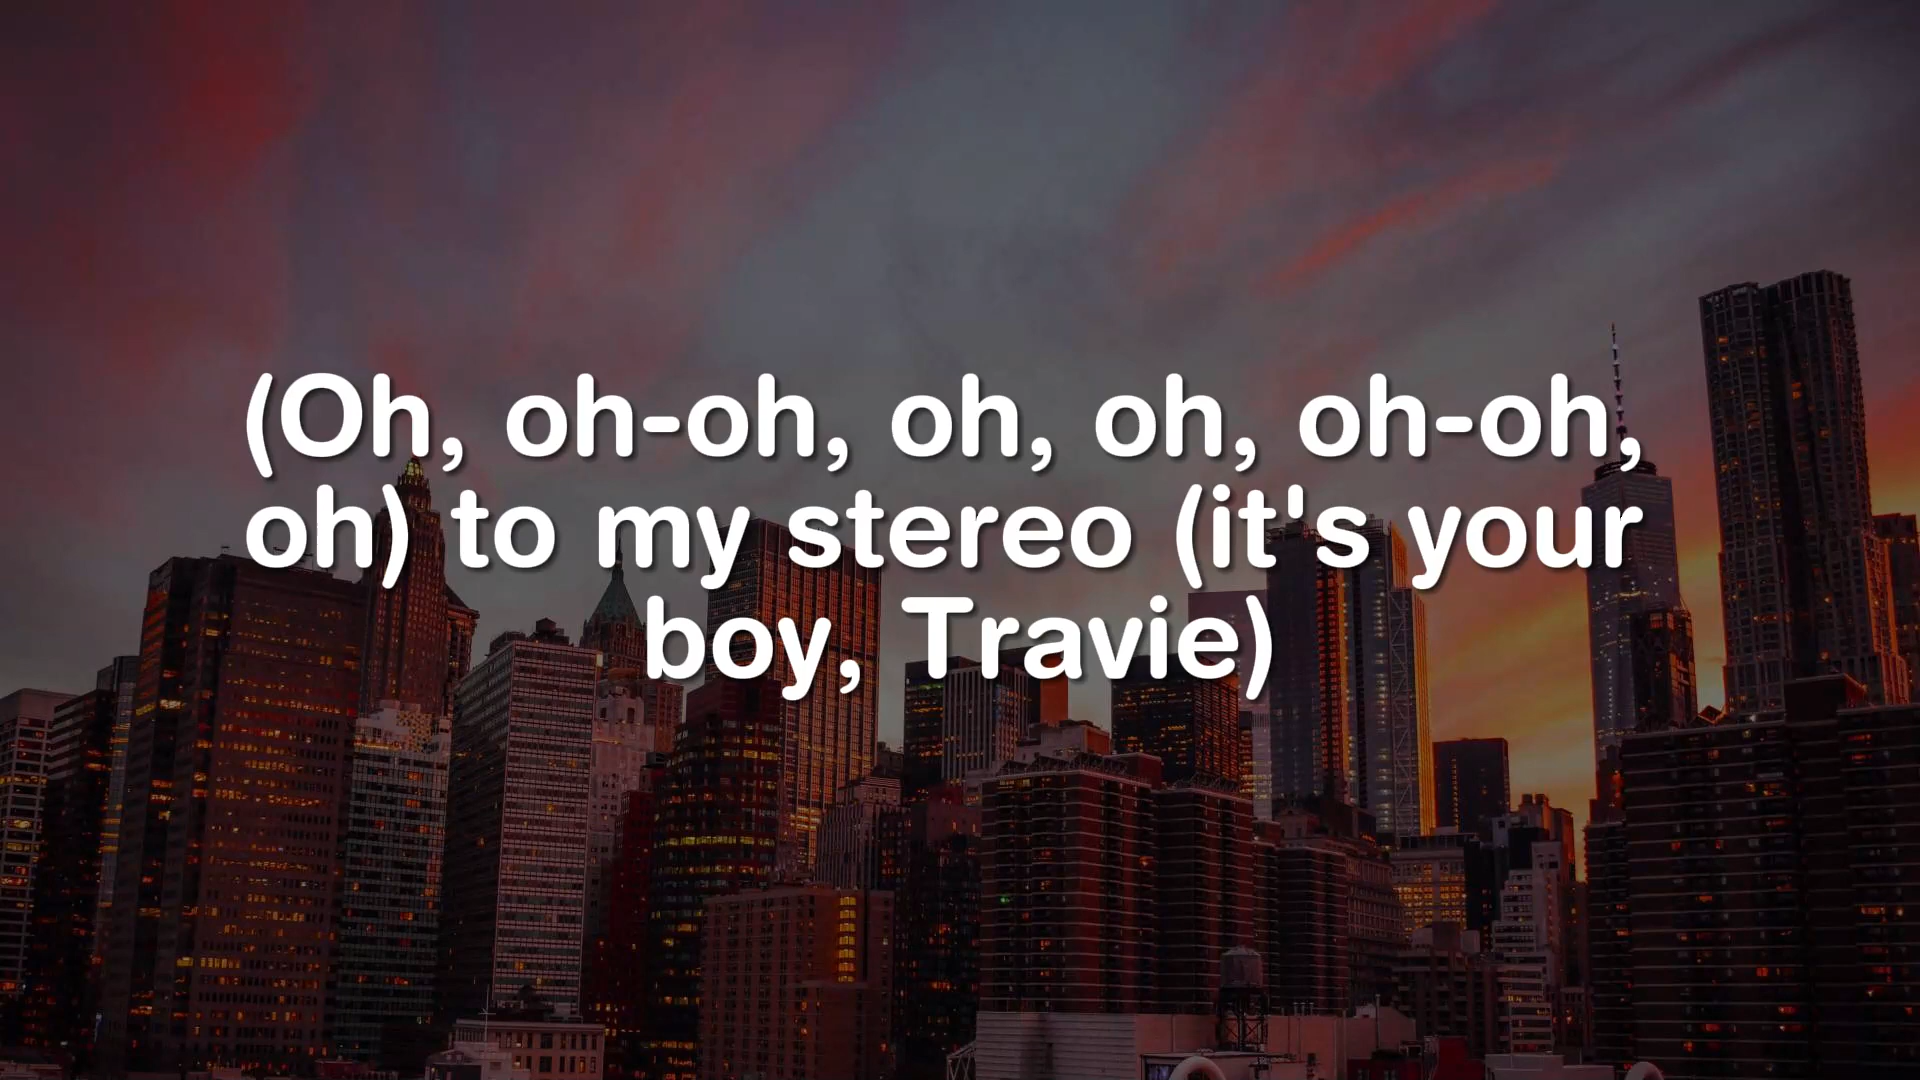 (Oh, oh-oh, oh, oh, oh-oh,
oh) to my stereo (it's your
boy, Travie)